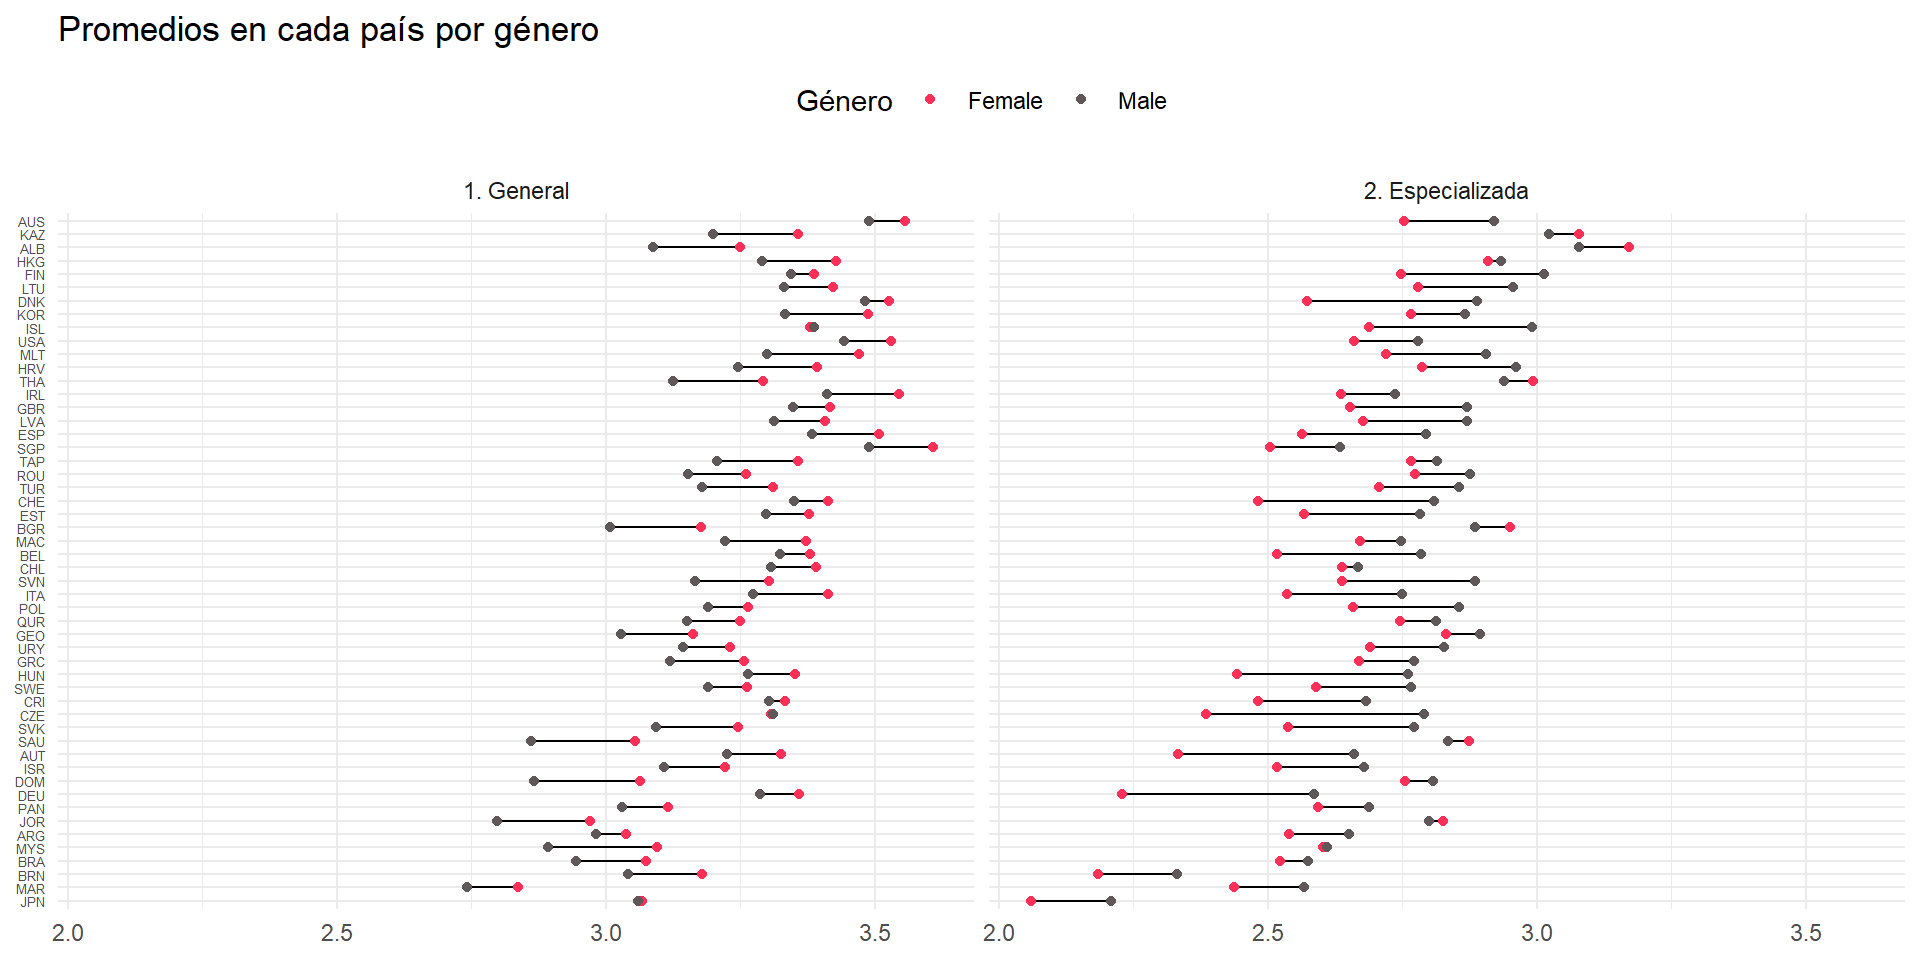 Promedios en cada país por género
Género Female Male
1. General 2. Especializada
AUS
KAZ
ALB
HKG
FIN
LTU
DNK
KOR
ISL
USA
MLT
HRV
THA
IRL
GBR
LVA
ESP
SGP
TAP
ROU
TUR
CHE
EST
BGR
MAC
BEL
CHL
SVN
ITA
POL
QUR
GEO
URY
GRC
HUN
SWE
CRI
CZE
SVK
SAU
AUT
ISR
DOM
DEU
PAN
JOR
ARG
MYS
BRA
BRN
MAR
JPN
2.0 2.5 3.0 3.5 2.0 2.5 3.0 3.5